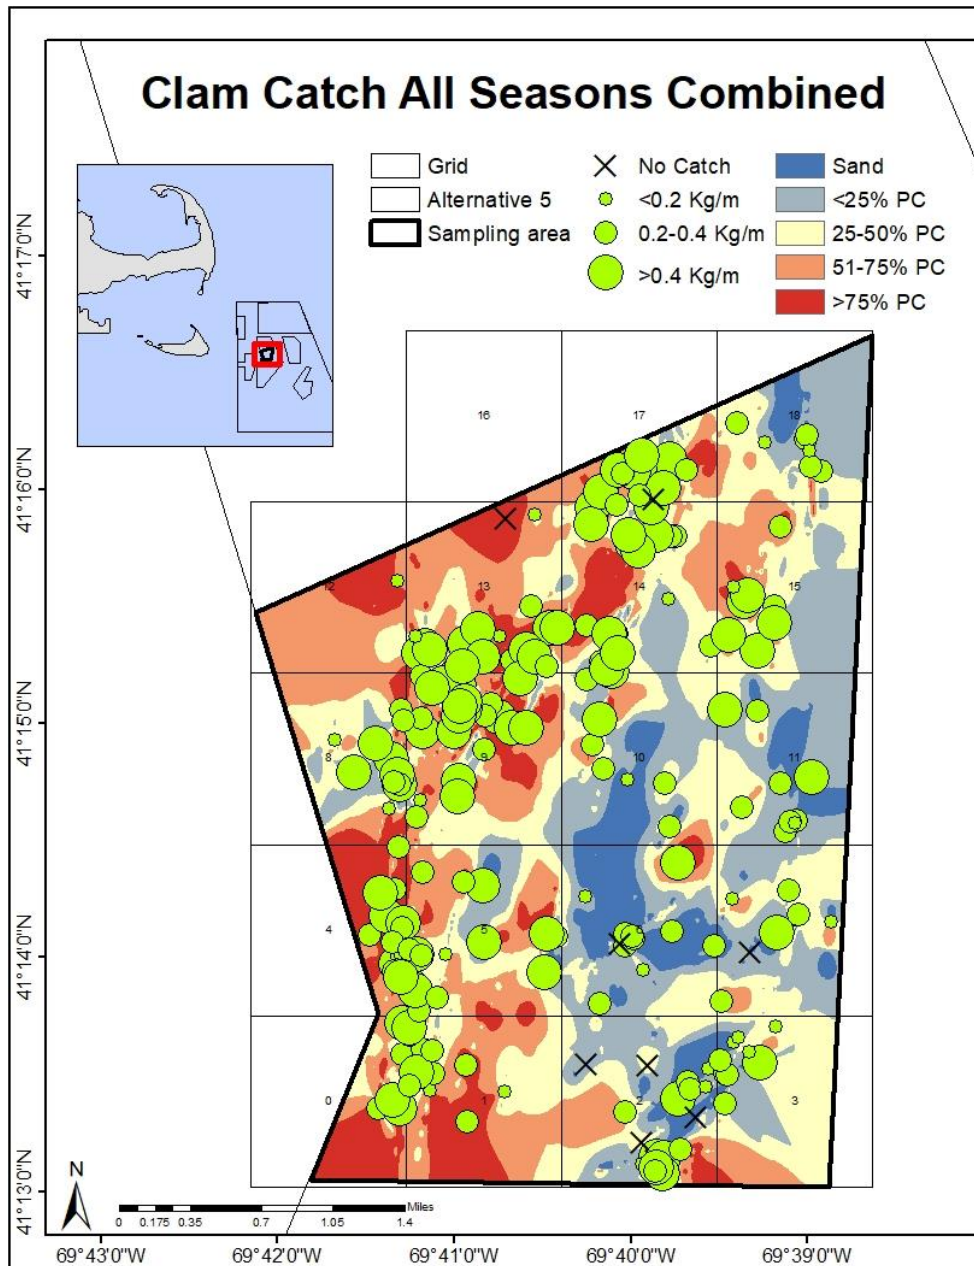 Clam Catch All Seasons Combined
Grid
Alternative 5
Sampling area
No Catch
<0.2 Kg/m
0.2-0.4 Kg/m
>0.4 Kg/m
Sand
<25% PC
25-50% PC
51-75% PC
>75% PC
41°17'0"N
41°16'0"N
41°15'0"N
41°14'0"N
41°13'0"N
16
17
18
12
13
14
15
8
9
10
11
4
5
6
0
1
2
3
N
0
0.175
0.35
0.7
1.05
1.4
Miles
69°43'0"W
69°42'0"W
69°41'0"W
69°40'0"W
69°39'0"W